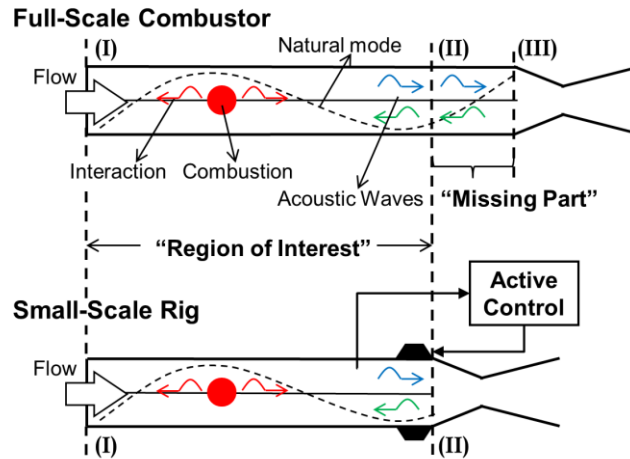 Full-Scale Combustor
(I)
Natural mode
(II)
(III)
Flow
Interaction
Combustion
Acoustic Waves
“Missing Part”
“Region of Interest”
Active
Control
Small-Scale Rig
Flow
(I)
(II)